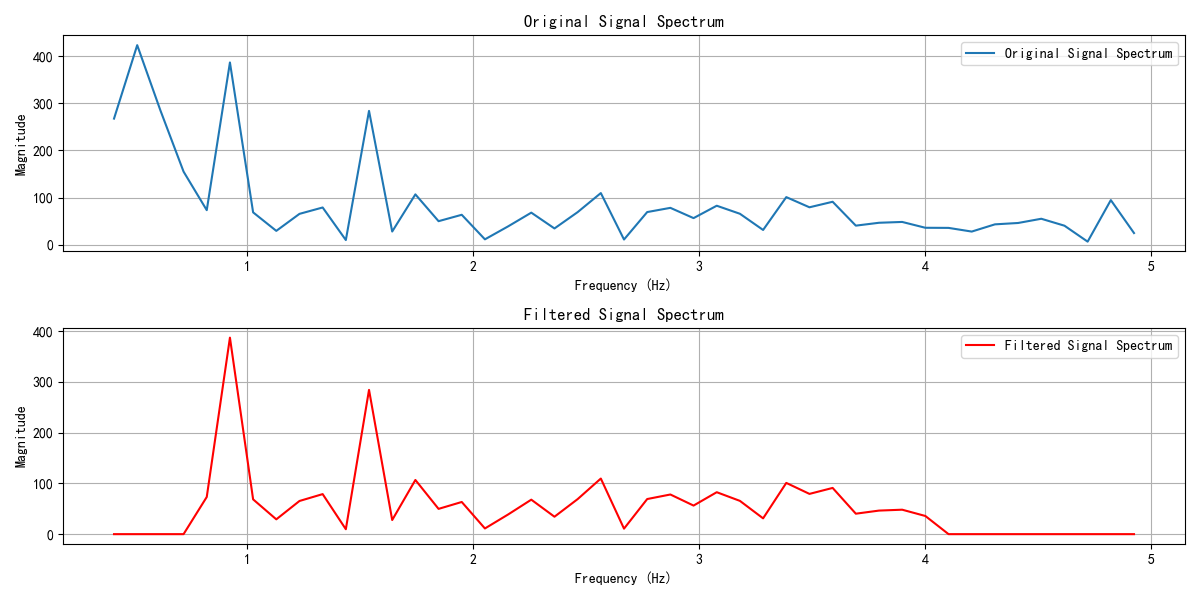 Original Signal Spectrum
Original Signal Spectrum
Magnitude
400
300
200
100
0
1 2 3 4 5
Frequency (Hz)
Filtered Signal Spectrum
Filtered Signal Spectrum
Magnitude
400
300
200
100
0
1 2 3 4 5
Frequency (Hz)